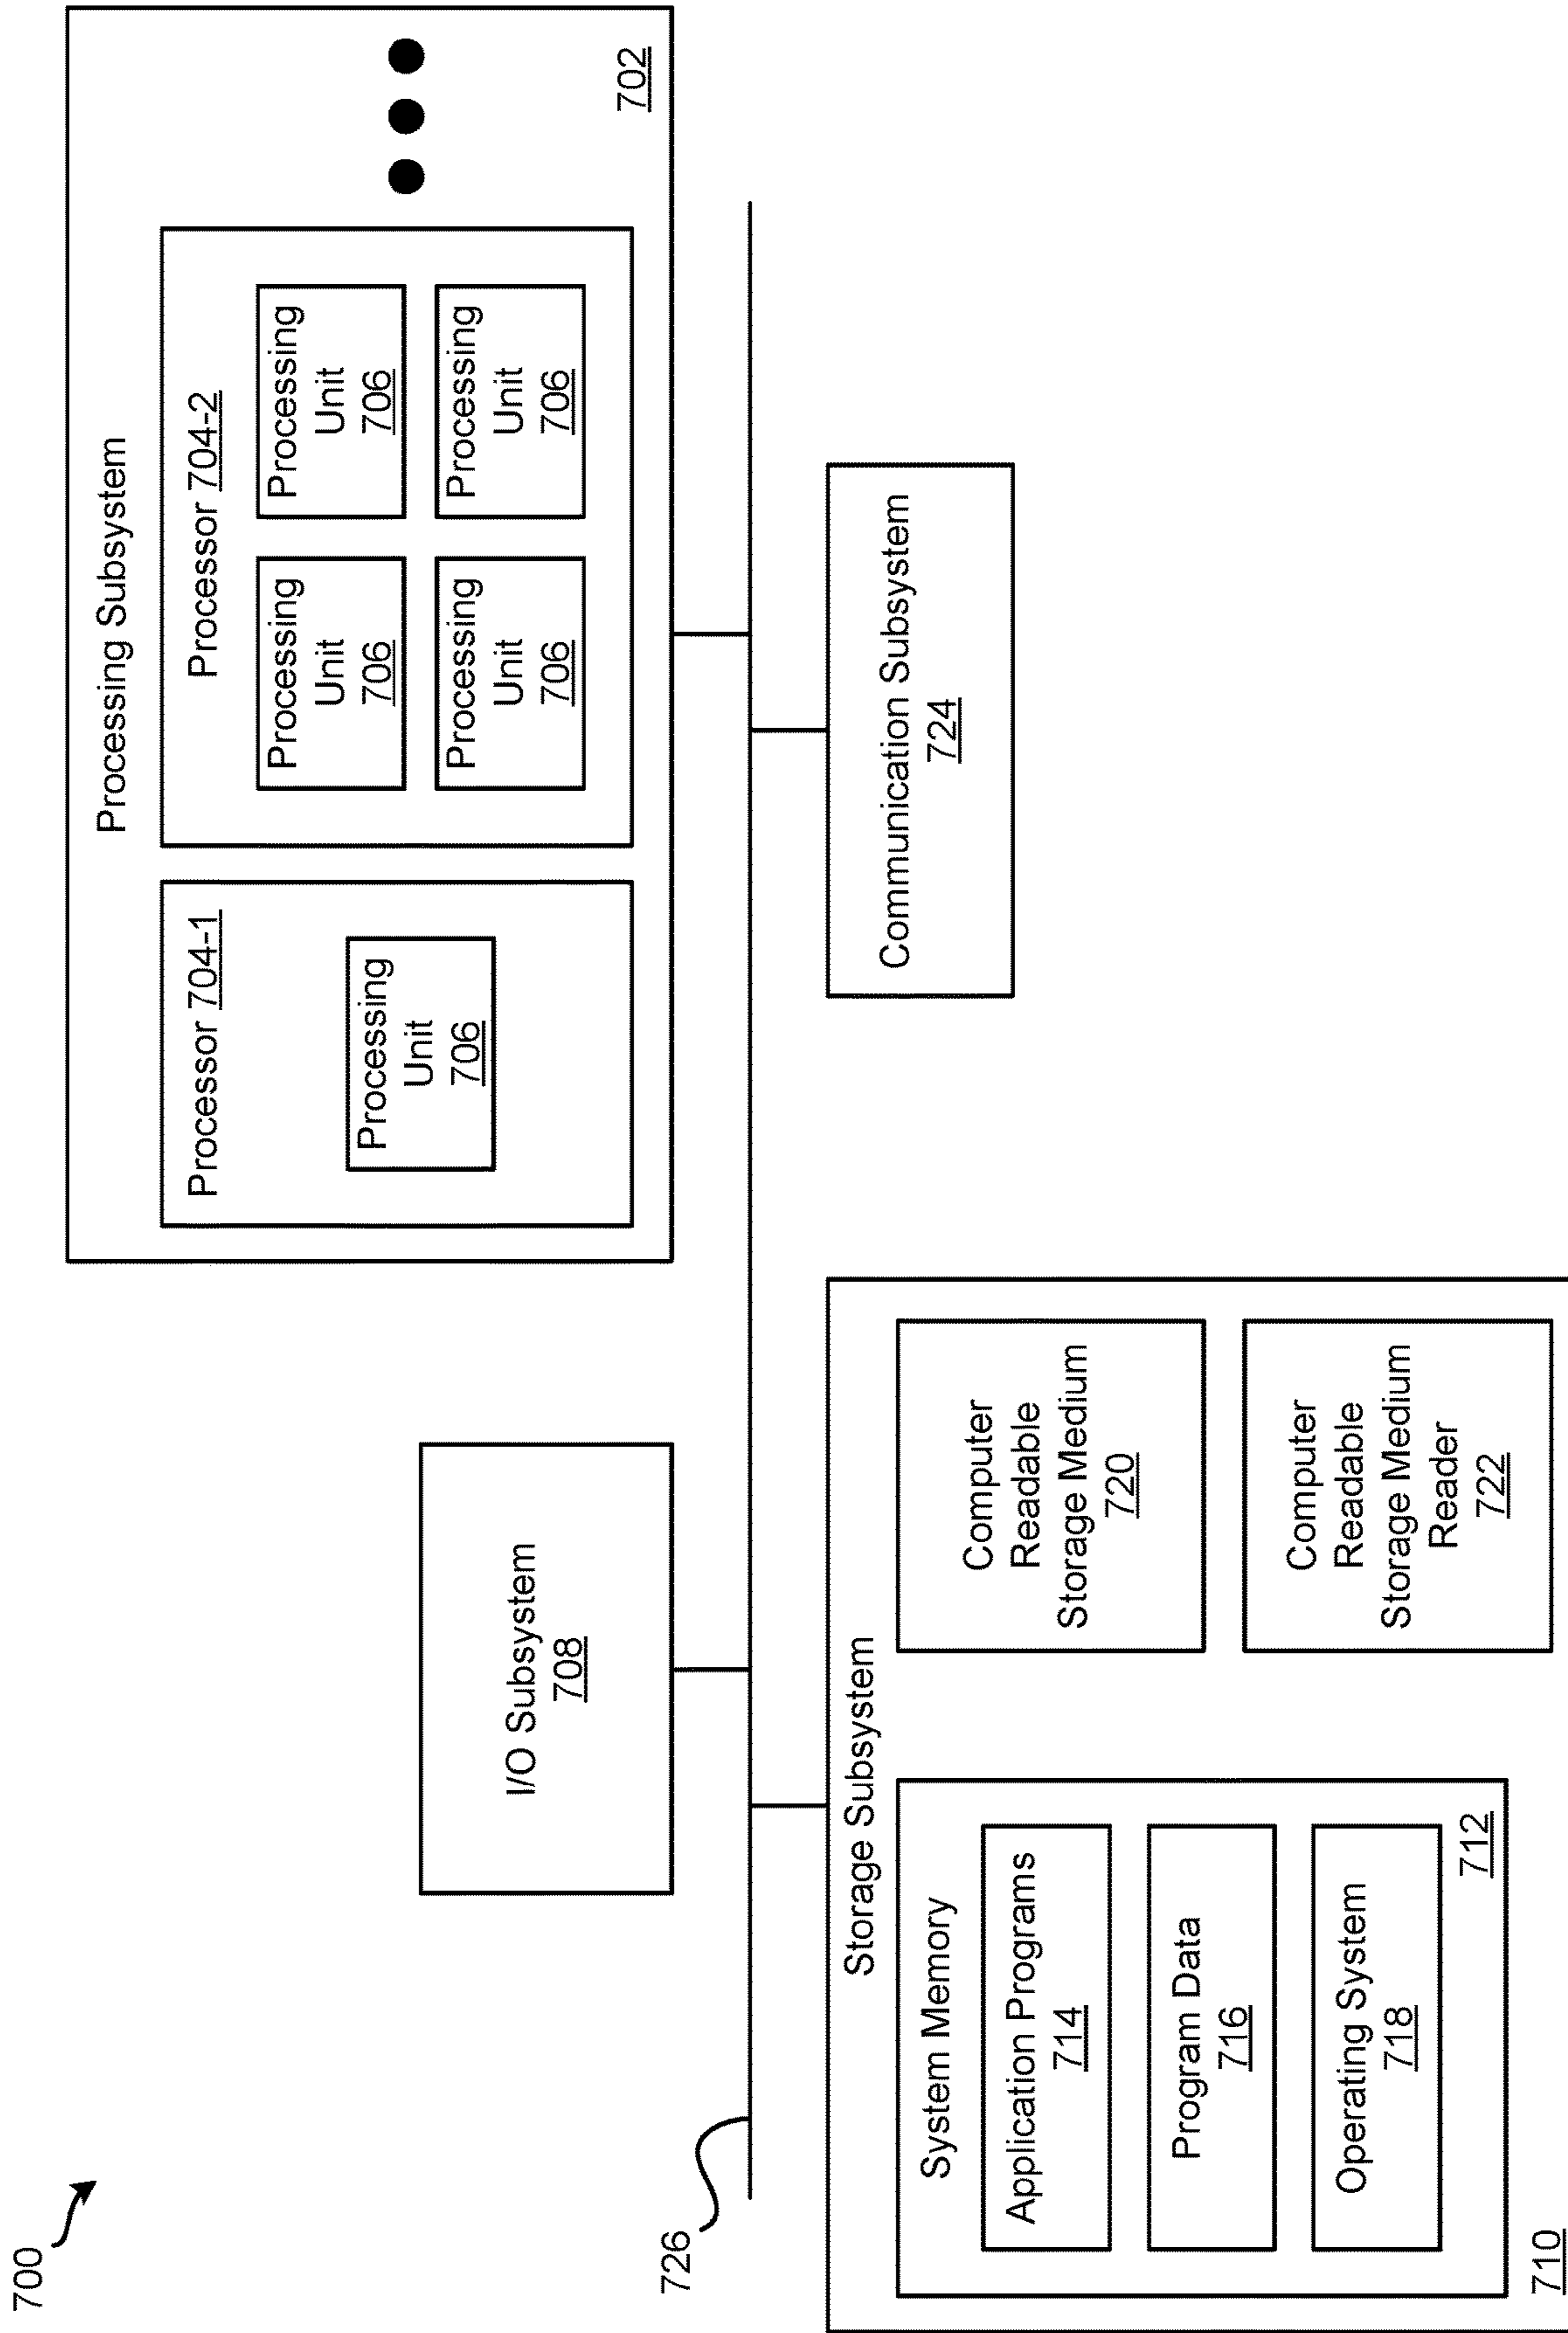 700
I/O Subsystem
708
Processing Subsystem
Processor 704-1
Processing
Unit
706
Processor 704-2
Processing
Unit
706
Processing
Unit
706
Processing
Unit
706
Processing
Unit
706
702
726
Storage Subsystem
System Memory
Application Programs
714
Program Data
716
Operating System
718
712
Computer
Readable
Storage Medium
720
Computer
Readable
Storage Medium
Reader
722
710
Communication Subsystem
724